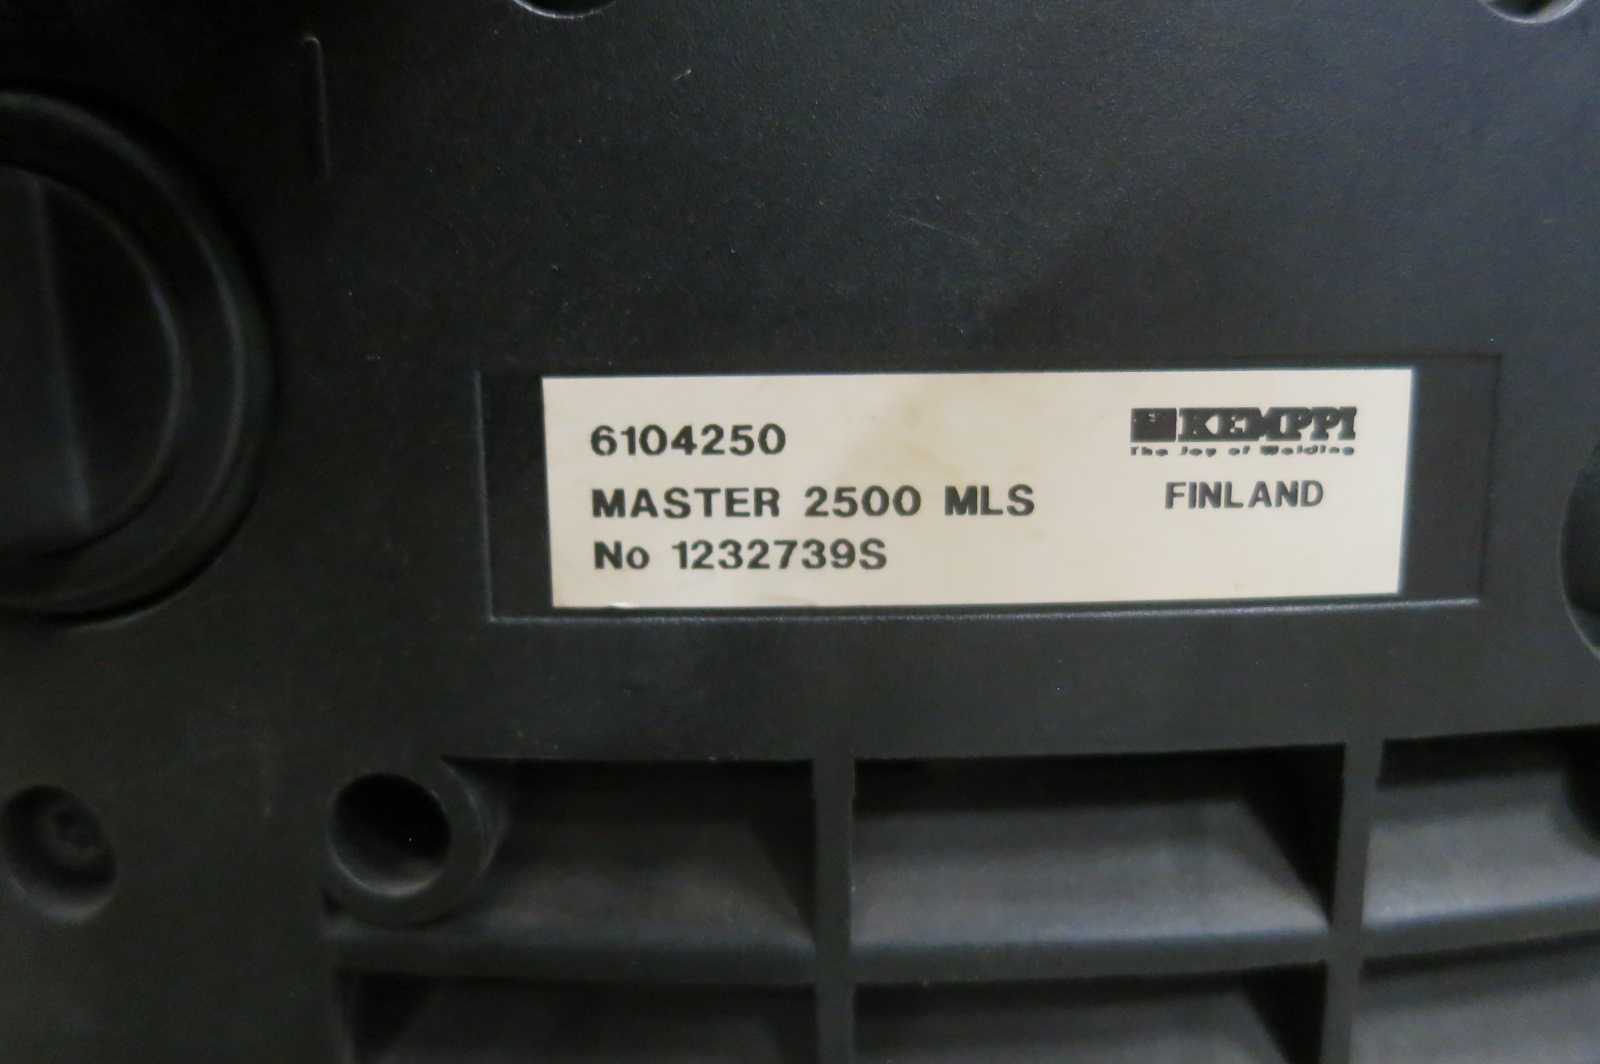 6104250
KEMPPI
The Joy of Welding
MASTER 2500 MLS
FINLAND
No 1232739S